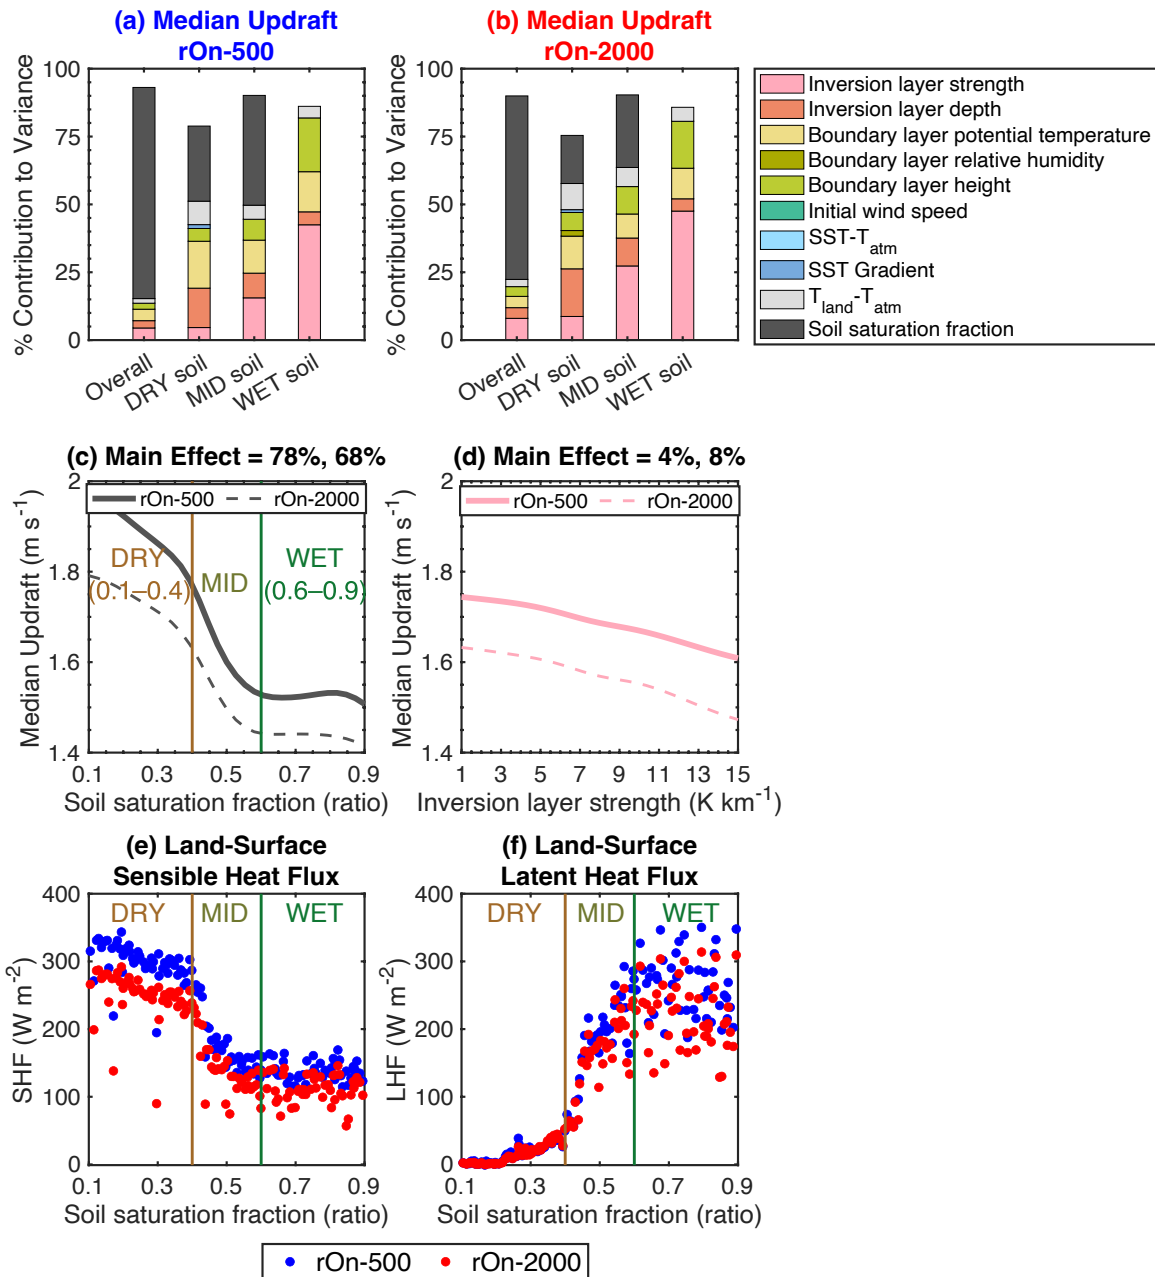 (a) Median Updraft
rOn-500
(b) Median Updraft
rOn-2000
% Contribution to Variance
100
75
50
25
0
Overall
DRY soil
MID soil
WET soil
% Contribution to Variance
100
75
50
25
0
Overall
DRY soil
MID soil
WET soil
Inversion layer strength
Inversion layer depth
Boundary layer potential temperature
Boundary layer relative humidity
Boundary layer height
Initial wind speed
SST-T_atm
SST Gradient
T_land-T_atm
Soil saturation fraction
(c) Main Effect = 78%, 68%
Median Updraft (m s^-1)
2
1.8
1.6
1.4
rOn-500
rOn-2000
DRY
(0.1–0.4)
MID
WET
(0.6–0.9)
0.1
0.3
0.5
0.7
0.9
Soil saturation fraction (ratio)
(d) Main Effect = 4%, 8%
Median Updraft (m s^-1)
2
1.8
1.6
1.4
rOn-500
rOn-2000
1
3
5
7
9
11
13
15
Inversion layer strength (K km^-1)
(e) Land-Surface
Sensible Heat Flux
SHF (W m^-2)
400
300
200
100
0
DRY
MID
WET
0.1
0.3
0.5
0.7
0.9
Soil saturation fraction (ratio)
(f) Land-Surface
Latent Heat Flux
LHF (W m^-2)
400
300
200
100
0
DRY
MID
WET
0.1
0.3
0.5
0.7
0.9
Soil saturation fraction (ratio)
rOn-500
rOn-2000